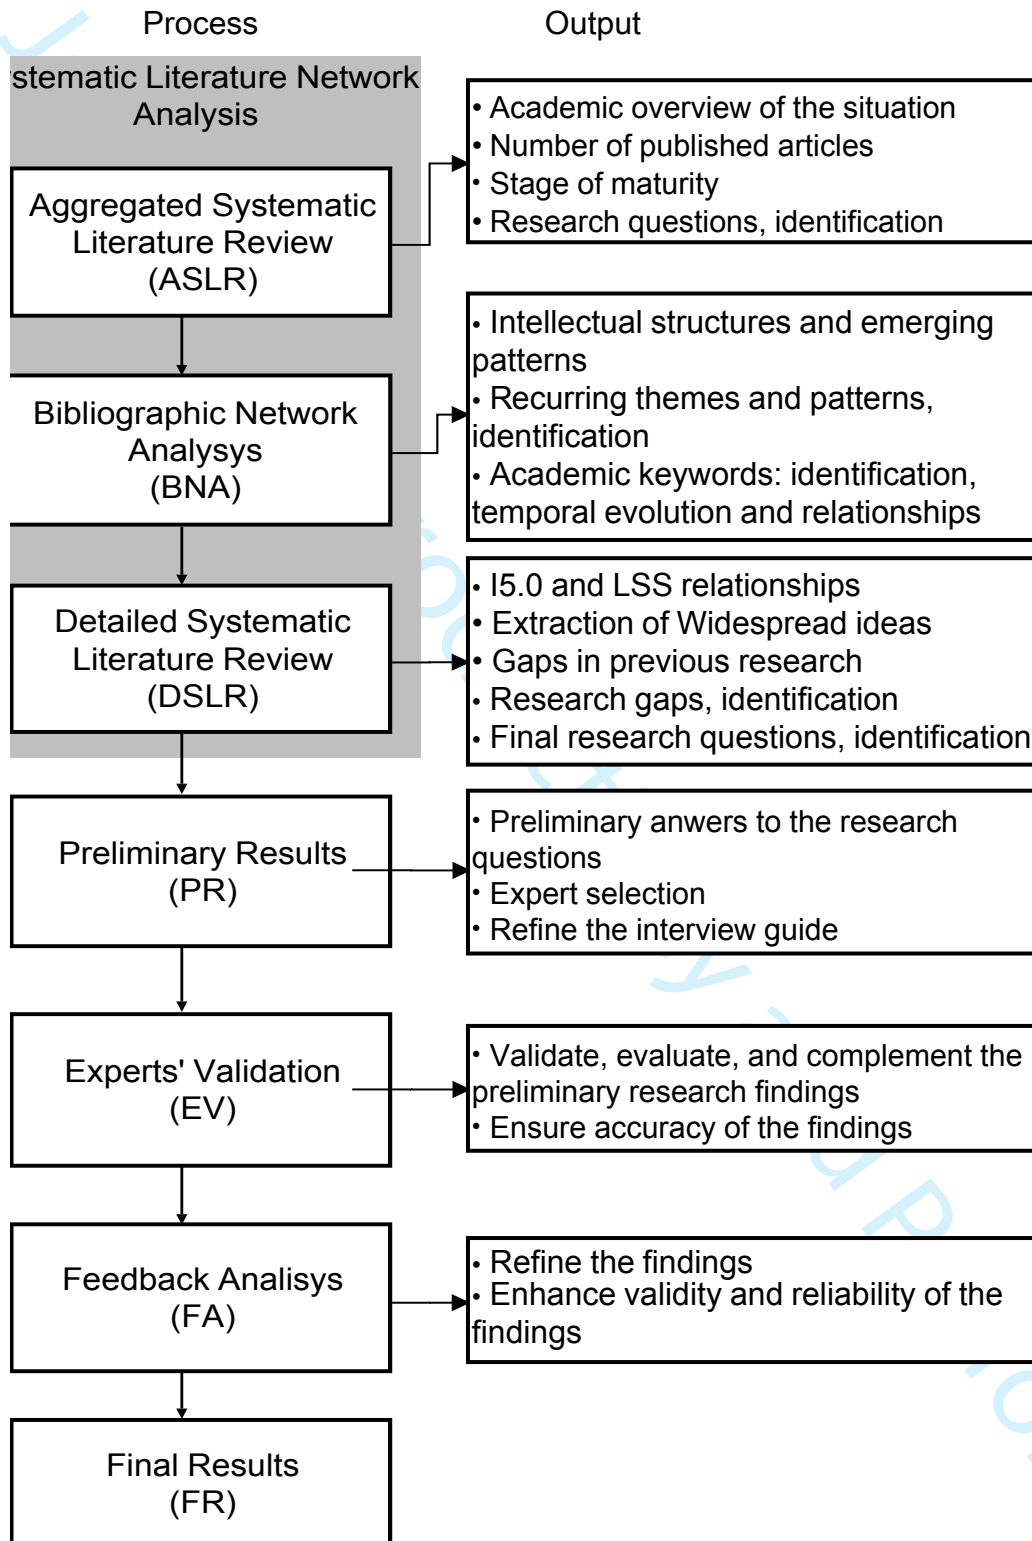 Process
Output
ystematic Literature Network
Analysis
• Academic overview of the situation
• Number of published articles
• Stage of maturity
• Research questions, identification
Aggregated Systematic
Literature Review
(ASLR)
• Intellectual structures and emerging
patterns
• Recurring themes and patterns,
identification
• Academic keywords: identification,
temporal evolution and relationships
Bibliographic Network
Analysys
(BNA)
• I5.0 and LSS relationships
• Extraction of Widespread ideas
• Gaps in previous research
• Research gaps, identification
• Final research questions, identification
Detailed Systematic
Literature Review
(DSLR)
Preliminary Results
(PR)
• Preliminary anwers to the research
questions
• Expert selection
• Refine the interview guide
Experts' Validation
(EV)
• Validate, evaluate, and complement the
preliminary research findings
• Ensure accuracy of the findings
Feedback Analisys
(FA)
• Refine the findings
• Enhance validity and reliability of the
findings
Final Results
(FR)